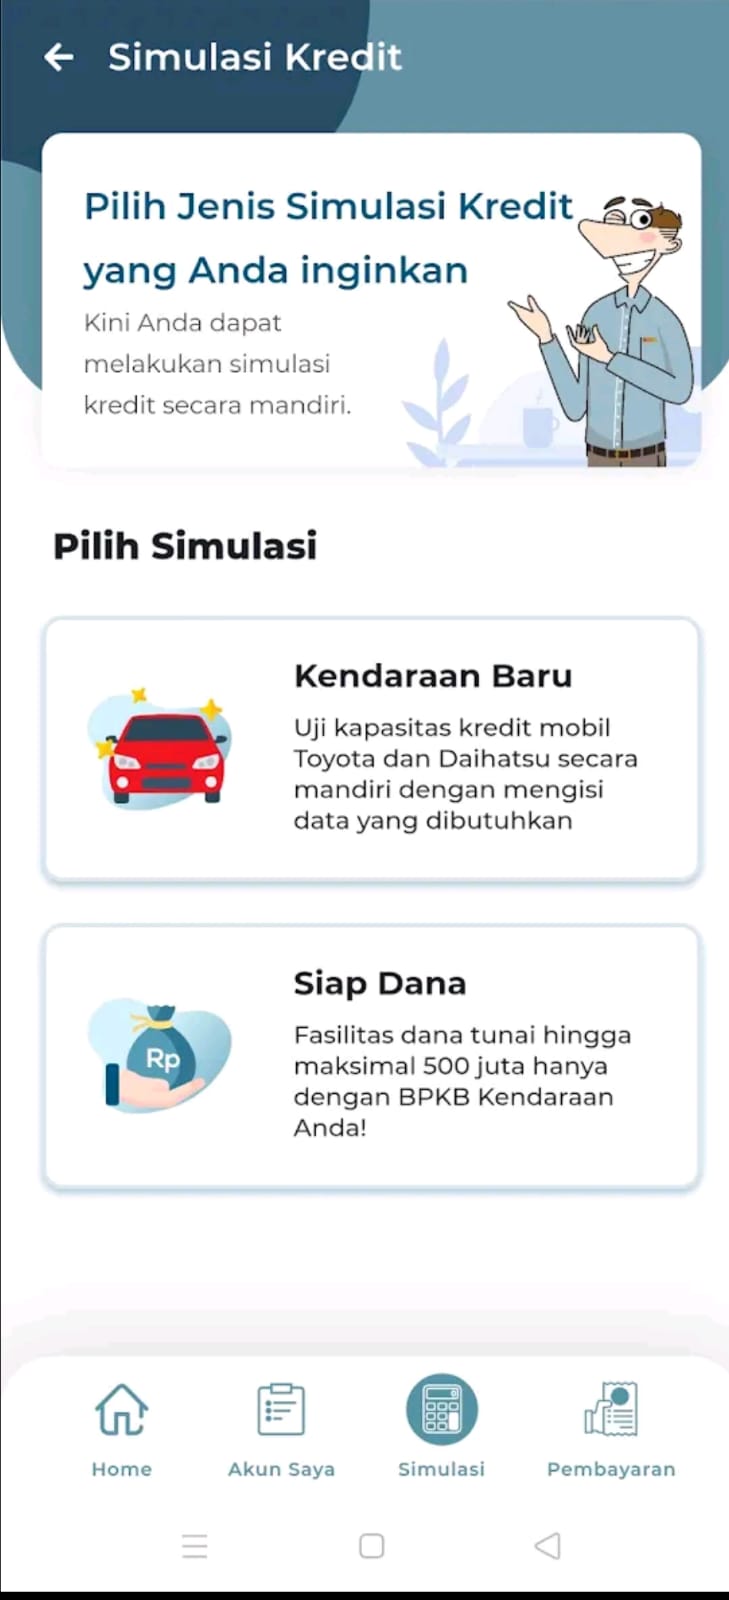 Simulasi Kredit
Pilih Jenis Simulasi Kredit
yang Anda inginkan
Kini Anda dapat
melakukan simulasi
kredit secara mandiri.
Pilih Simulasi
Kendaraan Baru
Uji kapasitas kredit mobil
Toyota dan Daihatsu secara
mandiri dengan mengisi
data yang dibutuhkan
Siap Dana
Rp
Fasilitas dana tunai hingga
maksimal 500 juta hanya
dengan BPKB Kendaraan
Anda!
Home
Akun Saya
Simulasi
Pembayaran